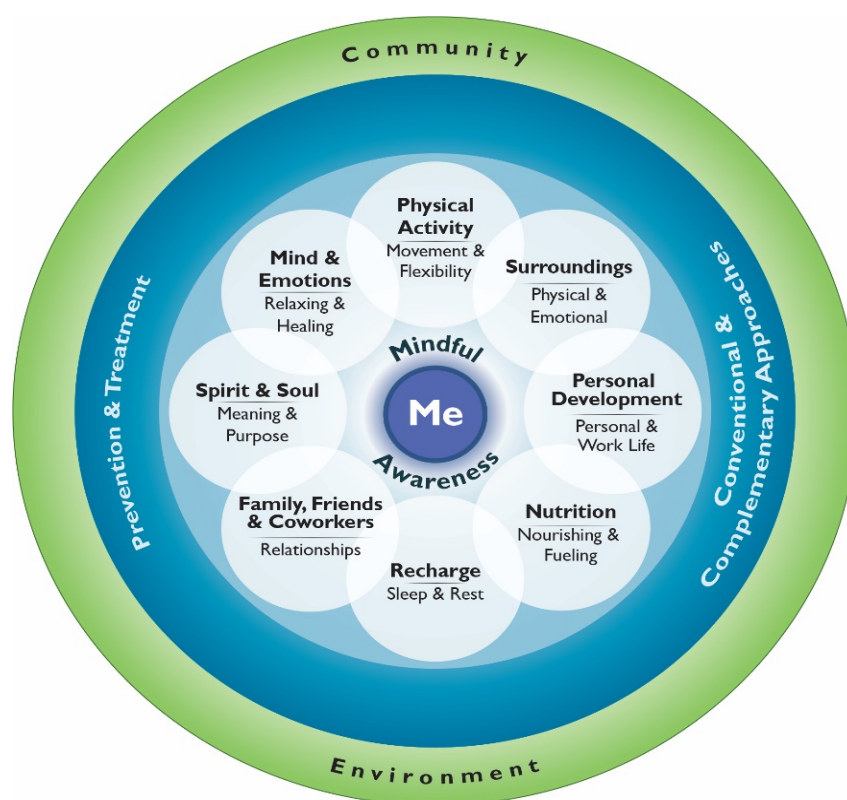 Community
Physical
Activity
Movement &
Flexibility
Surroundings
Physical &
Emotional
Personal
Development
Personal &
Work Life
Nutrition
Nourishing &
Fueling
Recharge
Sleep & Rest
Family, Friends
& Coworkers
Relationships
Spirit & Soul
Meaning &
Purpose
Mind &
Emotions
Relaxing &
Healing
Mindful
Me
Awareness
Prevention & Treatment
Conventional &
Complementary Approaches
Environment